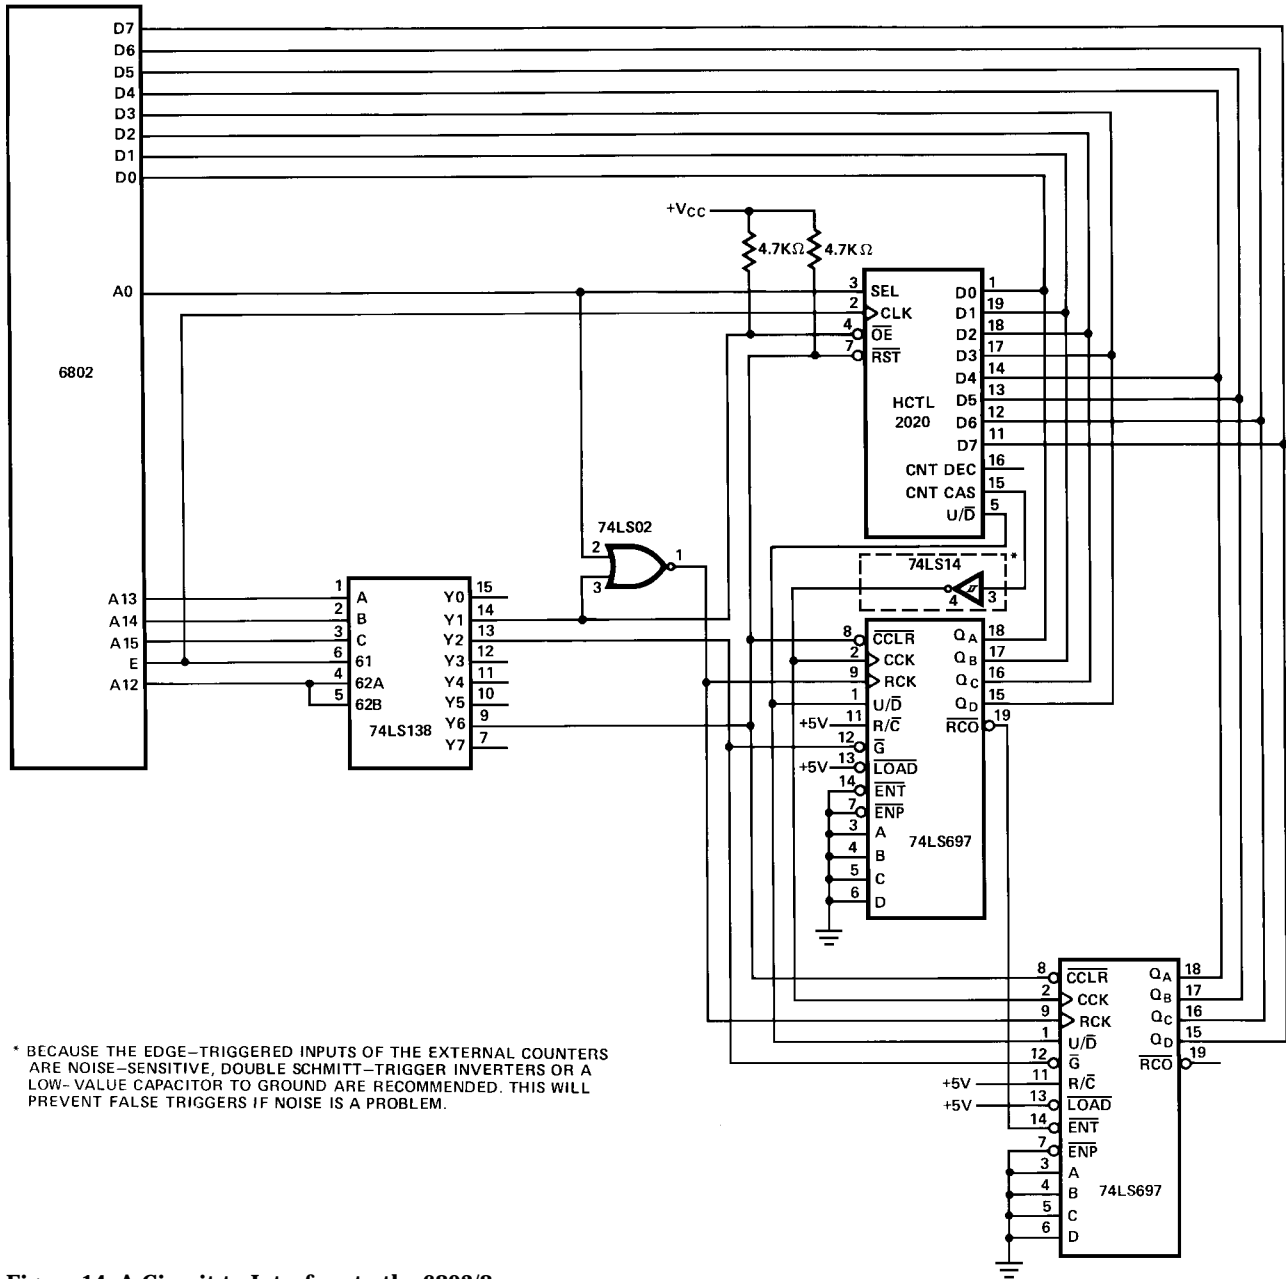 D7
D6
D5
D4
D3
D2
D1
D0
+VCC
4.7KΩ 4.7KΩ
A0
6802
3 SEL
2 CLK
4 OE
7 RST
D0 1
D1 19
D2 18
D3 17
D4 14
D5 13
D6 12
D7 11
HCTL
2020
CNT DEC 16
CNT CAS 15
U/D 5
74LS02
2
3
1
74LS14
*
4 3
A13
A14
A15
E
A12
1 A
2 B
3 C
6 61
4 62A
5 62B
Y0 15
Y1 14
Y2 13
Y3 12
Y4 11
Y5 10
Y6 9
Y7 7
74LS138
8 CCLR
2 CCK
9 RCK
1 U/D
+5V 11 R/C
12 G
+5V 13 LOAD
14 ENT
7 ENP
3 A
4 B
5 C
6 D
QA 18
QB 17
QC 16
QD 15
RCO 19
74LS697
8 CCLR
2 CCK
9 RCK
1 U/D
12 G
+5V 11 R/C
+5V 13 LOAD
14 ENT
7 ENP
3 A
4 B
5 C
6 D
QA 18
QB 17
QC 16
QD 15
RCO 19
74LS697
* BECAUSE THE EDGE–TRIGGERED INPUTS OF THE EXTERNAL COUNTERS
ARE NOISE–SENSITIVE, DOUBLE SCHMITT–TRIGGER INVERTERS OR A
LOW–VALUE CAPACITOR TO GROUND ARE RECOMMENDED. THIS WILL
PREVENT FALSE TRIGGERS IF NOISE IS A PROBLEM.